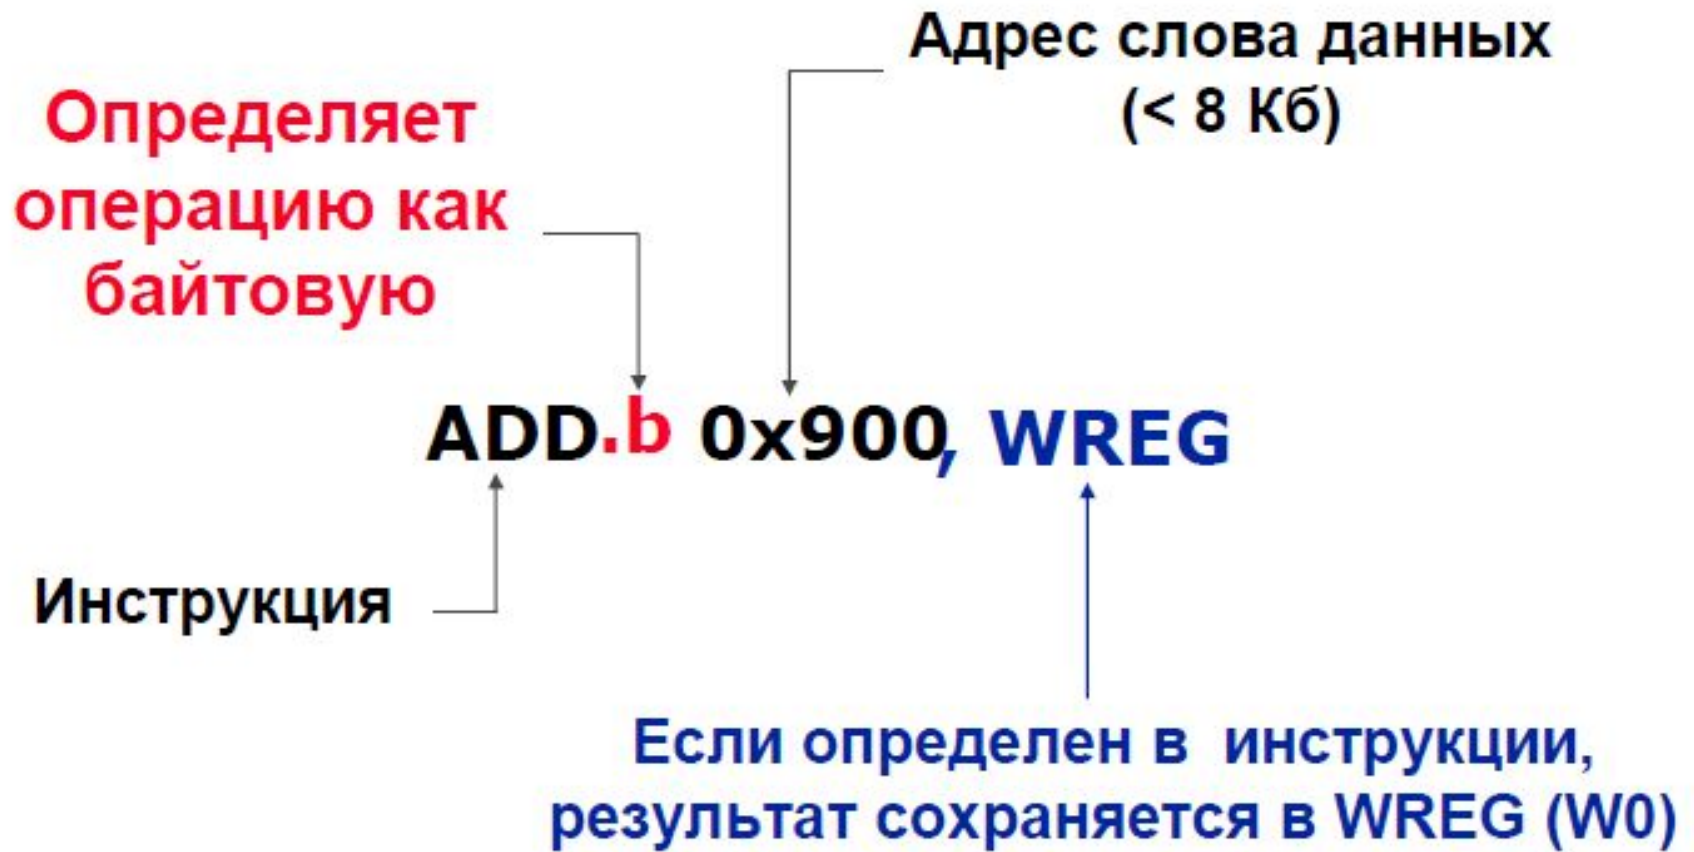 Адрес слова данных
(< 8 Кб)
Определяет
операцию как
байтовую
ADD.b 0x900, WREG
Инструкция
Если определен в инструкции,
результат сохраняется в WREG (W0)